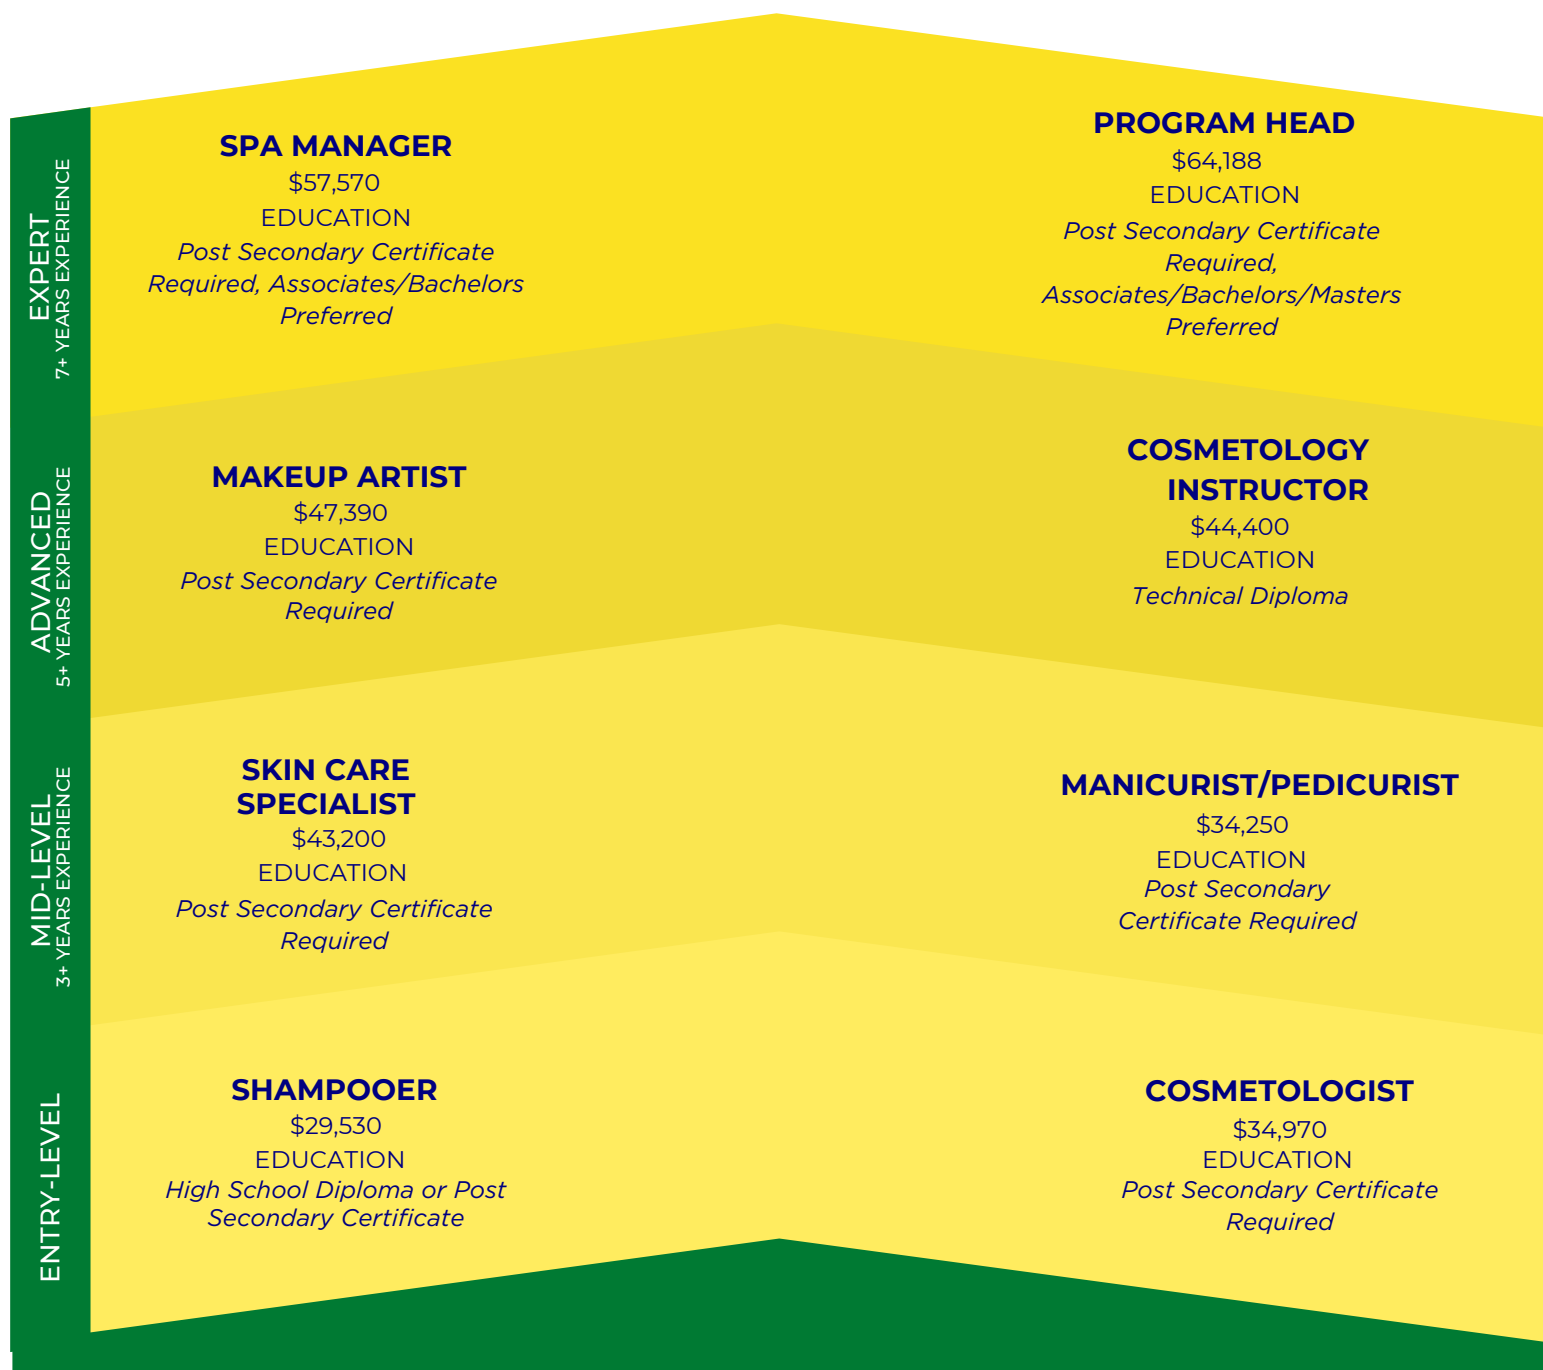 EXPERT
7+ YEARS EXPERIENCE
SPA MANAGER
$57,570
EDUCATION
Post Secondary Certificate
Required, Associates/Bachelors
Preferred
PROGRAM HEAD
$64,188
EDUCATION
Post Secondary Certificate
Required,
Associates/Bachelors/Masters
Preferred
ADVANCED
5+ YEARS EXPERIENCE
MAKEUP ARTIST
$47,390
EDUCATION
Post Secondary Certificate
Required
COSMETOLOGY
INSTRUCTOR
$44,400
EDUCATION
Technical Diploma
MID-LEVEL
3+ YEARS EXPERIENCE
SKIN CARE
SPECIALIST
$43,200
EDUCATION
Post Secondary Certificate
Required
MANICURIST/PEDICURIST
$34,250
EDUCATION
Post Secondary
Certificate Required
ENTRY-LEVEL
SHAMPOOER
$29,530
EDUCATION
High School Diploma or Post
Secondary Certificate
COSMETOLOGIST
$34,970
EDUCATION
Post Secondary Certificate
Required